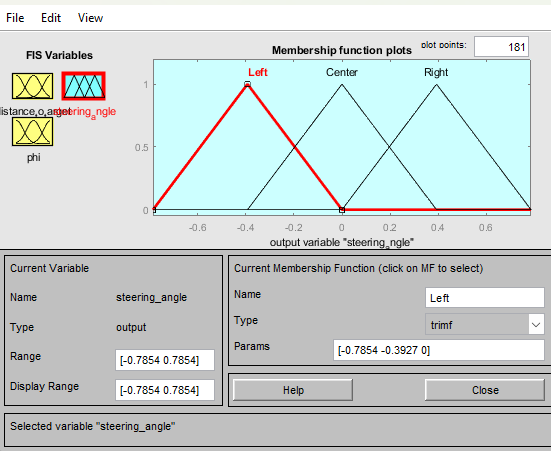 File Edit View
FIS Variables
Membership function plots
plot points:
181
Left
Center
Right
1
0.5
0
-0.6
-0.4
-0.2
0
0.2
0.4
0.6
output variable "steering_angle"
steering_angle
phi
Current Variable
Name
steering_angle
Type
output
Range
[-0.7854 0.7854]
Display Range
[-0.7854 0.7854]
Current Membership Function (click on MF to select)
Name
Left
Type
trimf
Params
[-0.7854 -0.3927 0]
Help
Close
Selected variable "steering_angle"